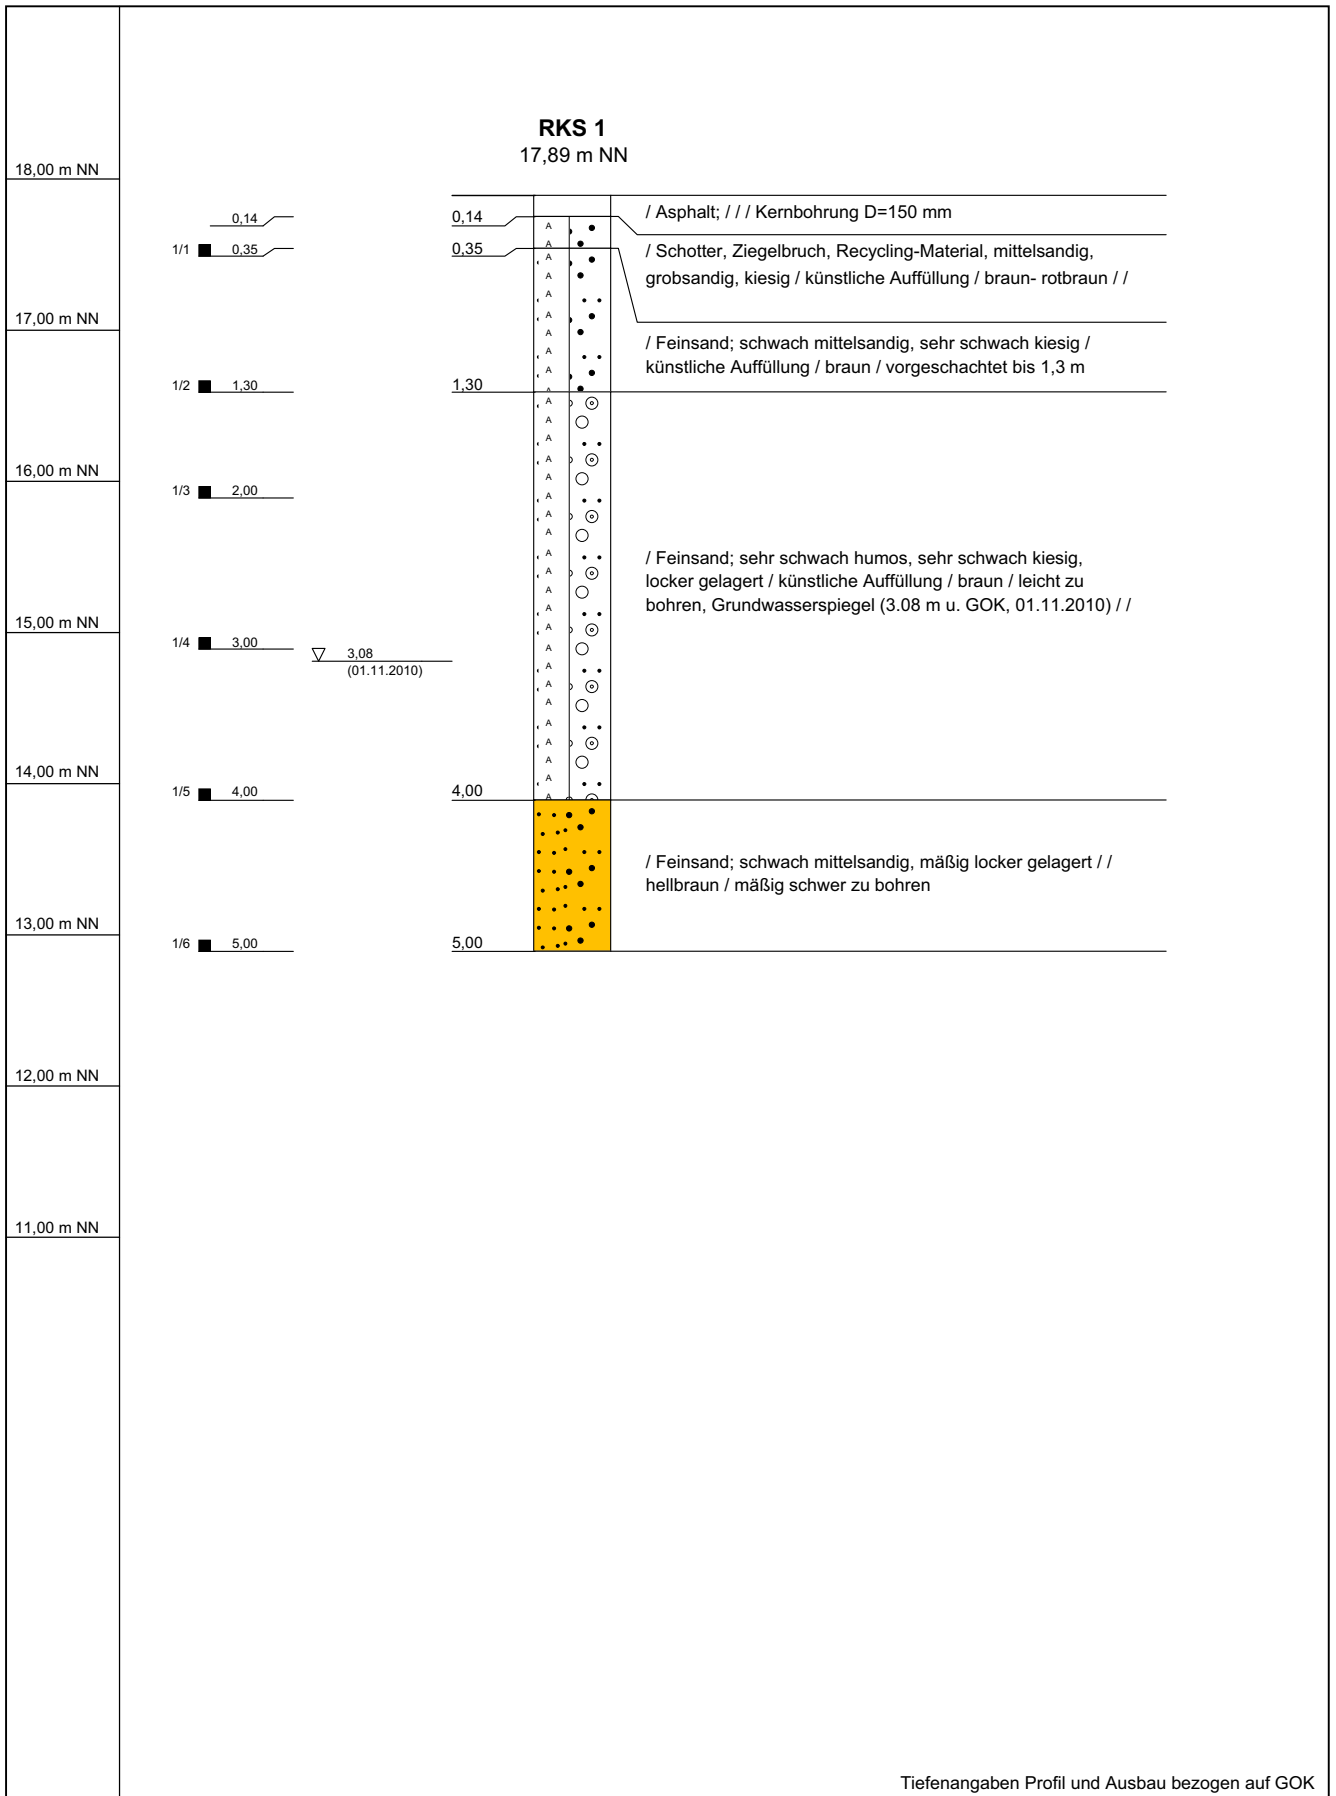 RKS 1
17,89 m NN
18,00 m NN
0,14
0,14
/ Asphalt; / / / Kernbohrung D=150 mm
1/1
0,35
0,35
/ Schotter, Ziegelbruch, Recycling-Material, mittelsandig,
grobsandig, kiesig / künstliche Auffüllung / braun- rotbraun / /
17,00 m NN
/ Feinsand; schwach mittelsandig, sehr schwach kiesig /
künstliche Auffüllung / braun / vorgeschachtet bis 1,3 m
1/2
1,30
1,30
16,00 m NN
1/3
2,00
/ Feinsand; sehr schwach humos, sehr schwach kiesig,
locker gelagert / künstliche Auffüllung / braun / leicht zu
bohren, Grundwasserspiegel (3.08 m u. GOK, 01.11.2010) / /
15,00 m NN
1/4
3,00
3,08
(01.11.2010)
14,00 m NN
1/5
4,00
4,00
/ Feinsand; schwach mittelsandig, mäßig locker gelagert / /
hellbraun / mäßig schwer zu bohren
13,00 m NN
1/6
5,00
5,00
12,00 m NN
11,00 m NN
Tiefenangaben Profil und Ausbau bezogen auf GOK